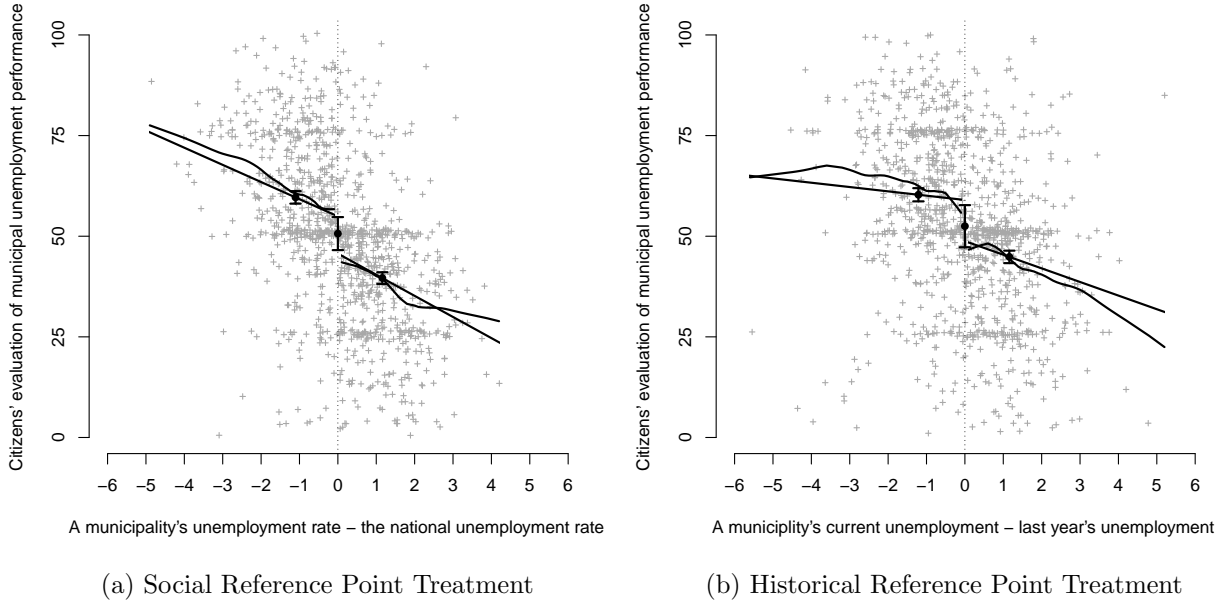 Citizens' evaluation of municipal unemployment performance
100
75
50
25
0
−6 −5 −4 −3 −2 −1 0 1 2 3 4 5 6
A municipality's unemployment rate − the national unemployment rate
(a) Social Reference Point Treatment
Citizens' evaluation of municipal unemployment performance
100
75
50
25
0
−6 −5 −4 −3 −2 −1 0 1 2 3 4 5 6
A municiplity's current unemployment − last year's unemployment
(b) Historical Reference Point Treatment